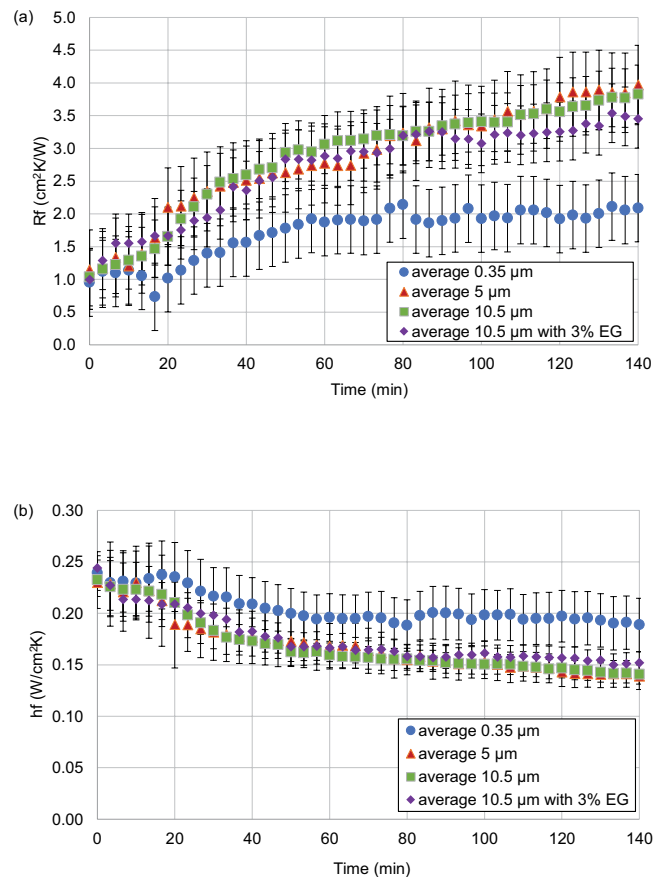 (a)
5.0
4.5
4.0
3.5
3.0
2.5
2.0
1.5
1.0
0.5
0.0
Rf (cm²K/W)
average 0.35 µm
average 5 µm
average 10.5 µm
average 10.5 µm with 3% EG
0 20 40 60 80 100 120 140
Time (min)
(b)
0.30
0.25
0.20
0.15
0.10
0.05
0.00
hf (W/cm²K)
average 0.35 µm
average 5 µm
average 10.5 µm
average 10.5 µm with 3% EG
0 20 40 60 80 100 120 140
Time (min)